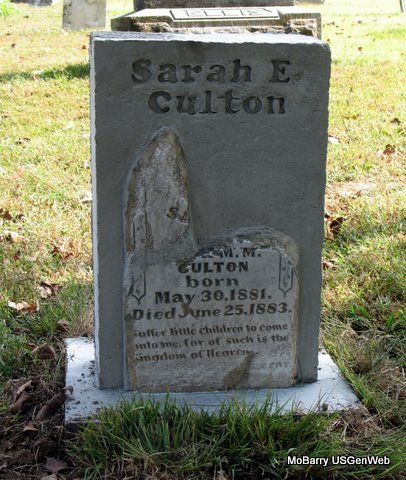 ELLIS
Sarah E
Culton
& M. M.
CULTON
born
May 30. 1881.
Died June 25. 1883.
suffer little children to come
unto me. for of such is the
kingdom of Heaven
MoBarry USGenWeb